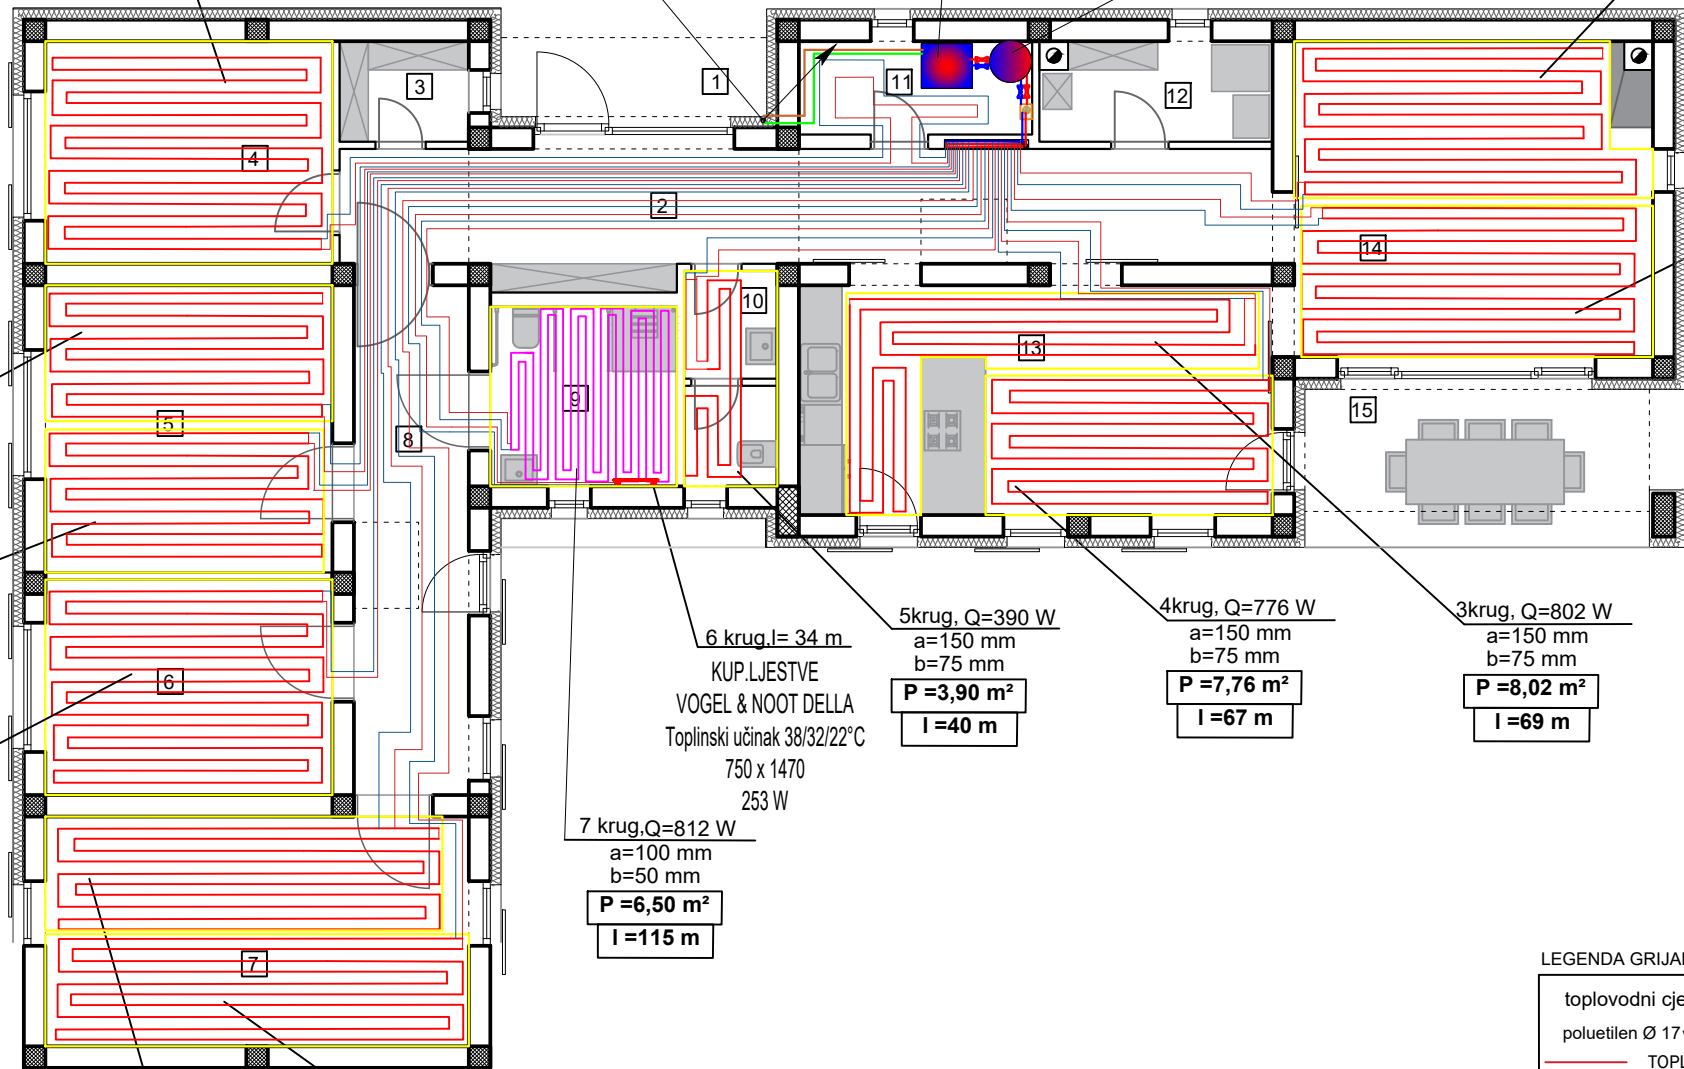 1
3
11
12
4
2
14
10
13
9
15
5
8
6
7
6 krug,l= 34 m
KUP.LJESTVE
VOGEL & NOOT DELLA
Toplinski učinak 38/32/22°C
750 x 1470
253 W
5krug, Q=390 W
a=150 mm
b=75 mm
P =3,90 m²
l =40 m
4krug, Q=776 W
a=150 mm
b=75 mm
P =7,76 m²
l =67 m
3krug, Q=802 W
a=150 mm
b=75 mm
P =8,02 m²
l =69 m
7 krug,Q=812 W
a=100 mm
b=50 mm
P =6,50 m²
l =115 m
LEGENDA GRIJA
toplovodni cje
poluetilen Ø 17
TOPL